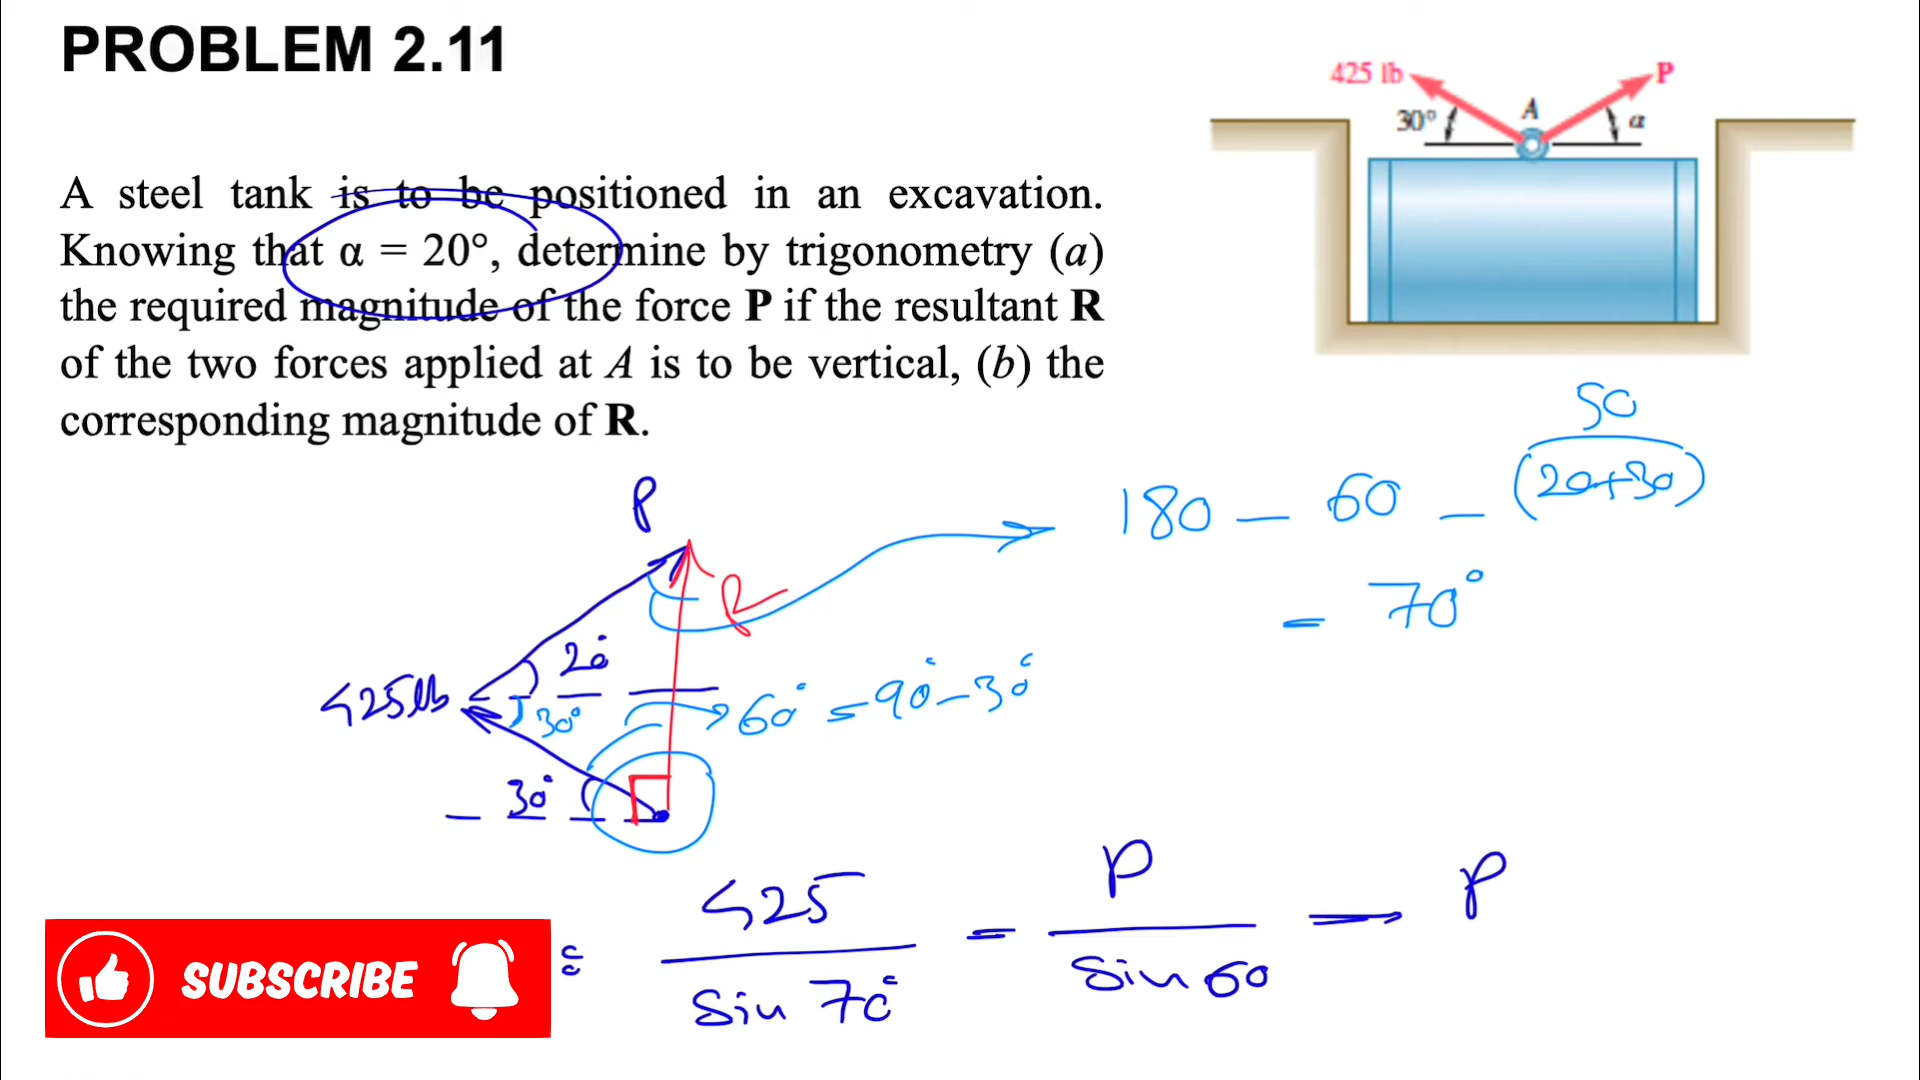 PROBLEM 2.11
425 lb
P
30°
A
α
A steel tank is to be positioned in an excavation.
Knowing that α = 20°, determine by trigonometry (a)
the required magnitude of the force P if the resultant R
of the two forces applied at A is to be vertical, (b) the
corresponding magnitude of R.
50
180 - 60 - (20+30)
= 70°
P
R
20°
425 lb
30°
60° = 90° - 30°
30°
425 = P → P
sin 70° sin 60
SUBSCRIBE